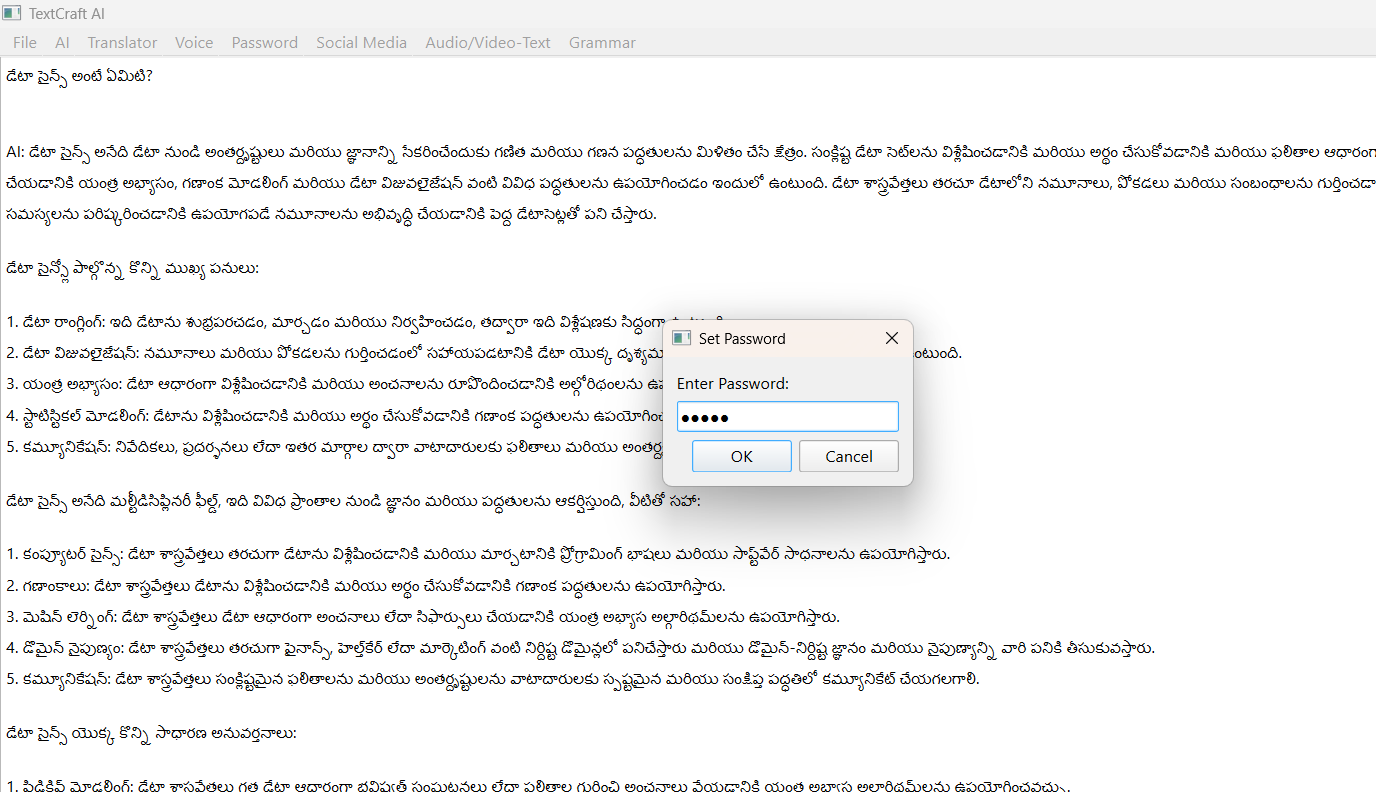 TextCraft AI
File AI Translator Voice Password Social Media Audio/Video-Text Grammar
డేటా సైన్స్ అంటే ఏమిటి?
AI: డేటా సైన్స్ అనేది డేటా నుండి అంతర్దృష్టులు మరియు జ్ఞానాన్ని సేకరించేందుకు గణిత మరియు గణన పద్ధతులను మిళితం చేసే క్షేత్రం. సంక్లిష్ట డేటా సెట్‌లను విశ్లేషించడానికి మరియు అర్థం చేసుకోవడానికి మరియు ఫలితాల ఆధారంగ
చేయడానికి యంత్ర అభ్యాసం, గణాంక మోడలింగ్ మరియు డేటా విజువలైజేషన్ వంటి వివిధ పద్ధతులను ఉపయోగించడం ఇందులో ఉంటుంది. డేటా శాస్త్రవేత్తలు తరచూ డేటాలోని నమూనాలు, పోకడలు మరియు సంబంధాలను గుర్తించడా
సమస్యలను పరిష్కరించడానికి ఉపయోగపడే నమూనాలను అభివృద్ధి చేయడానికి పెద్ద డేటాసెట్లతో పని చేస్తారు.
డేటా సైన్స్లో పాల్గొన్న కొన్ని ముఖ్య పనులు:
1. డేటా రాంగ్లింగ్: ఇది డేటాను శుభ్రపరచడం, మార్చడం మరియు నిర్వహించడం, తద్వారా ఇది విశ్లేషణకు సిద్ధంగా
2. డేటా విజువలైజేషన్: నమూనాలు మరియు పోకడలను గుర్తించడంలో సహాయపడటానికి డేటా యొక్క దృశ్యమా ంటుంది.
3. యంత్ర అభ్యాసం: డేటా ఆధారంగా విశ్లేషించడానికి మరియు అంచనాలను రూపొందించడానికి అల్గోరిథంలను ఉప
4. స్టాటిస్టికల్ మోడలింగ్: డేటాను విశ్లేషించడానికి మరియు అర్థం చేసుకోవడానికి గణాంక పద్ధతులను ఉపయోగించ
5. కమ్యూనికేషన్: నివేదికలు, ప్రదర్శనలు లేదా ఇతర మార్గాల ద్వారా వాటాదారులకు ఫలితాలు మరియు అంతర్దృ
Set Password
Enter Password:
●●●●●
OK Cancel
డేటా సైన్స్ అనేది మల్టీడిసిప్లినరీ ఫీల్డ్, ఇది వివిధ ప్రాంతాల నుండి జ్ఞానం మరియు పద్ధతులను ఆకర్షిస్తుంది, వీటితో సహా:
1. కంప్యూటర్ సైన్స్: డేటా శాస్త్రవేత్తలు తరచుగా డేటాను విశ్లేషించడానికి మరియు మార్చటానికి ప్రోగ్రామింగ్ భాషలు మరియు సాఫ్ట్‌వేర్ సాధనాలను ఉపయోగిస్తారు.
2. గణాంకాలు: డేటా శాస్త్రవేత్తలు డేటాను విశ్లేషించడానికి మరియు అర్థం చేసుకోవడానికి గణాంక పద్ధతులను ఉపయోగిస్తారు.
3. మెషిన్ లెర్నింగ్: డేటా శాస్త్రవేత్తలు డేటా ఆధారంగా అంచనాలు లేదా సిఫార్సులు చేయడానికి యంత్ర అభ్యాస అల్గారిథమ్‌లను ఉపయోగిస్తారు.
4. డొమైన్ నైపుణ్యం: డేటా శాస్త్రవేత్తలు తరచుగా ఫైనాన్స్, హెల్త్‌కేర్ లేదా మార్కెటింగ్ వంటి నిర్దిష్ట డొమైన్లలో పనిచేస్తారు మరియు డొమైన్-నిర్దిష్ట జ్ఞానం మరియు నైపుణ్యాన్ని వారి పనికి తీసుకువస్తారు.
5. కమ్యూనికేషన్: డేటా శాస్త్రవేత్తలు సంక్లిష్టమైన ఫలితాలను మరియు అంతర్దృష్టులను వాటాదారులకు స్పష్టమైన మరియు సంక్షిప్త పద్ధతిలో కమ్యూనికేట్ చేయగలగాలి.
డేటా సైన్స్ యొక్క కొన్ని సాధారణ అనువర్తనాలు:
1. ప్రిడిక్టివ్ మోడలింగ్: డేటా శాస్త్రవేత్తలు గత డేటా ఆధారంగా భవిష్యత్ సంఘటనలు లేదా ఫలితాల గురించి అంచనాలు వేయడానికి యంత్ర అభ్యాస అల్గారిథమ్‌లను ఉపయోగించవచ్చు.